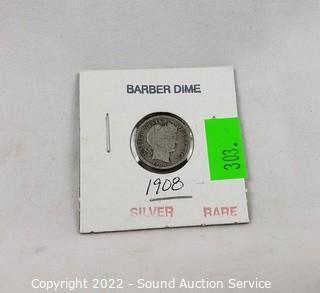 BARBER DIME
303.
1908
SILVER RARE
Copyright 2022 - Sound Auction Service